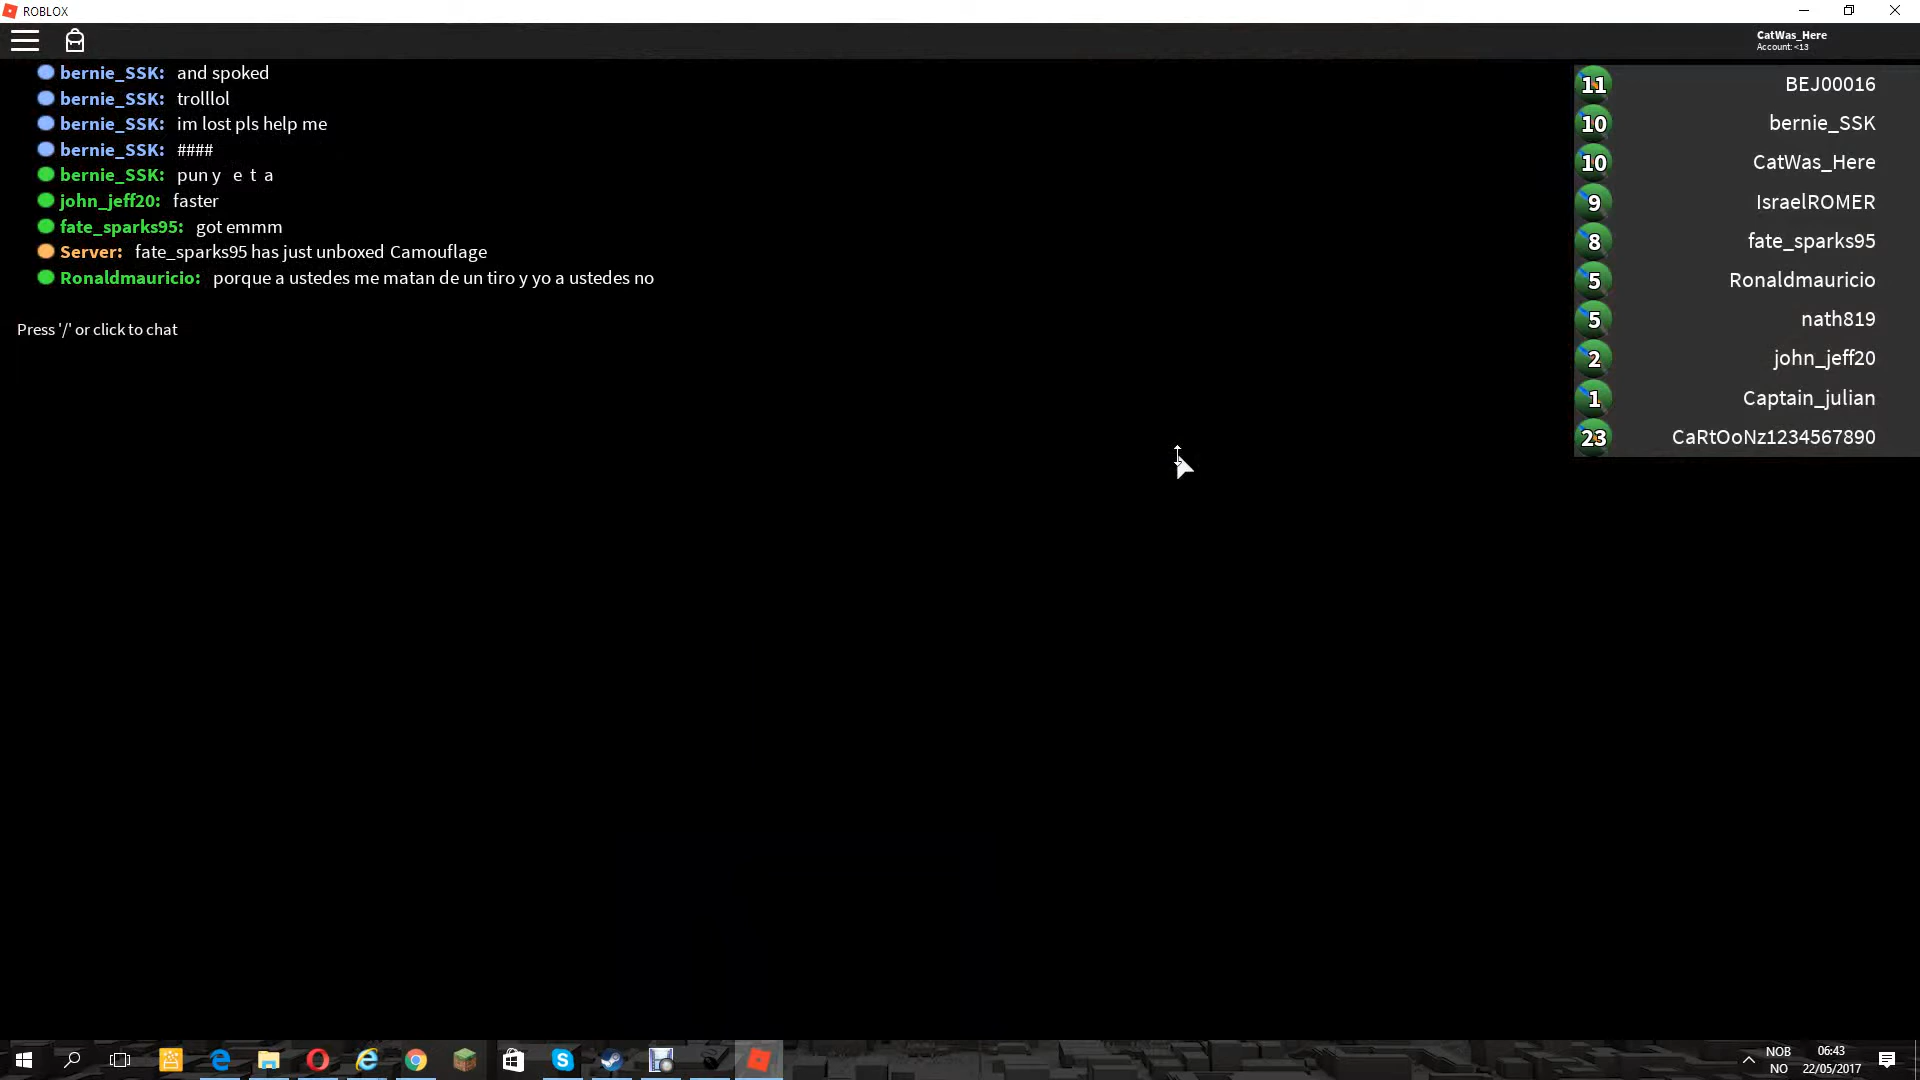 ROBLOX
CatWas_Here
Account: <13
bernie_SSK: and spoked
bernie_SSK: trolllol
bernie_SSK: im lost pls help me
bernie_SSK: ####
bernie_SSK: pun y e t a
john_jeff20: faster
fate_sparks95: got emmm
Server: fate_sparks95 has just unboxed Camouflage
Ronaldmauricio: porque a ustedes me matan de un tiro y yo a ustedes no
Press '/' or click to chat
11 BEJ00016
10 bernie_SSK
10 CatWas_Here
9 IsraelROMER
8 fate_sparks95
5 Ronaldmauricio
5 nath819
2 john_jeff20
1 Captain_julian
23 CaRtOoNz1234567890
NOB 06:43
NO 22/05/2017